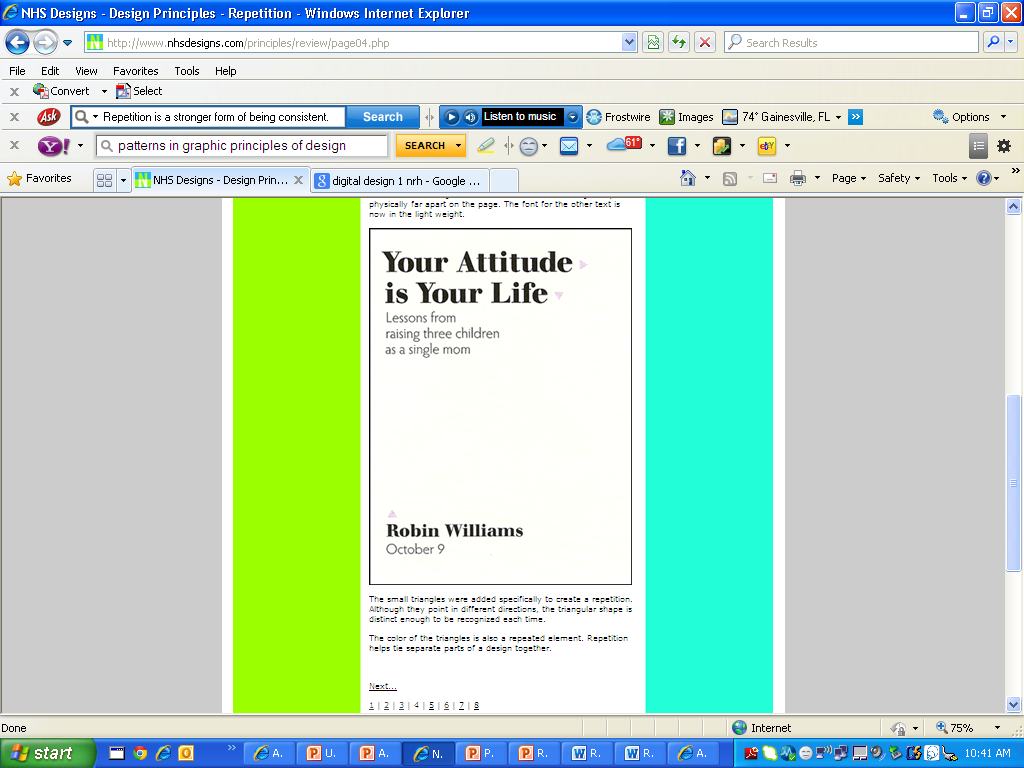 NHS Designs - Design Principles - Repetition - Windows Internet Explorer
http://www.nhsdesigns.com/principles/review/page04.php
Search Results
File Edit View Favorites Tools Help
Convert Select
Ask Repetition is a stronger form of being consistent. Search Listen to music Frostwire Images 74° Gainesville, FL Options
Y! patterns in graphic principles of design SEARCH 61°
Favorites NHS Designs - Design Prin... digital design 1 nrh - Google ... Page Safety Tools
physically far apart on the page. The font for the other text is
now in the light weight.
Your Attitude
is Your Life
Lessons from
raising three children
as a single mom
Robin Williams
October 9
The small triangles were added specifically to create a repetition.
Although they point in different directions, the triangular shape is
distinct enough to be recognized each time.
The color of the triangles is also a repeated element. Repetition
helps tie separate parts of a design together.
Next...
1 | 2 | 3 | 4 | 5 | 6 | 7 | 8
Done Internet 75%
start A. U. A. N. P. R. R. R. A. 10:41 AM